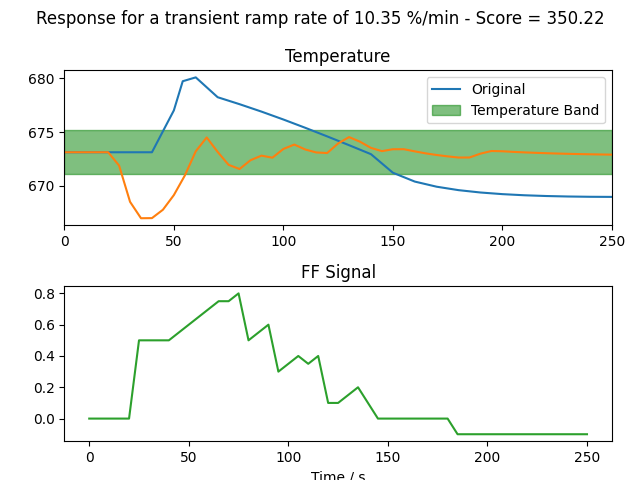 Response for a transient ramp rate of 10.35 %/min - Score = 350.22
Temperature
680
675
670
Original
Temperature Band
0 50 100 150 200 250
FF Signal
0.8
0.6
0.4
0.2
0.0
0 50 100 150 200 250
Time / s